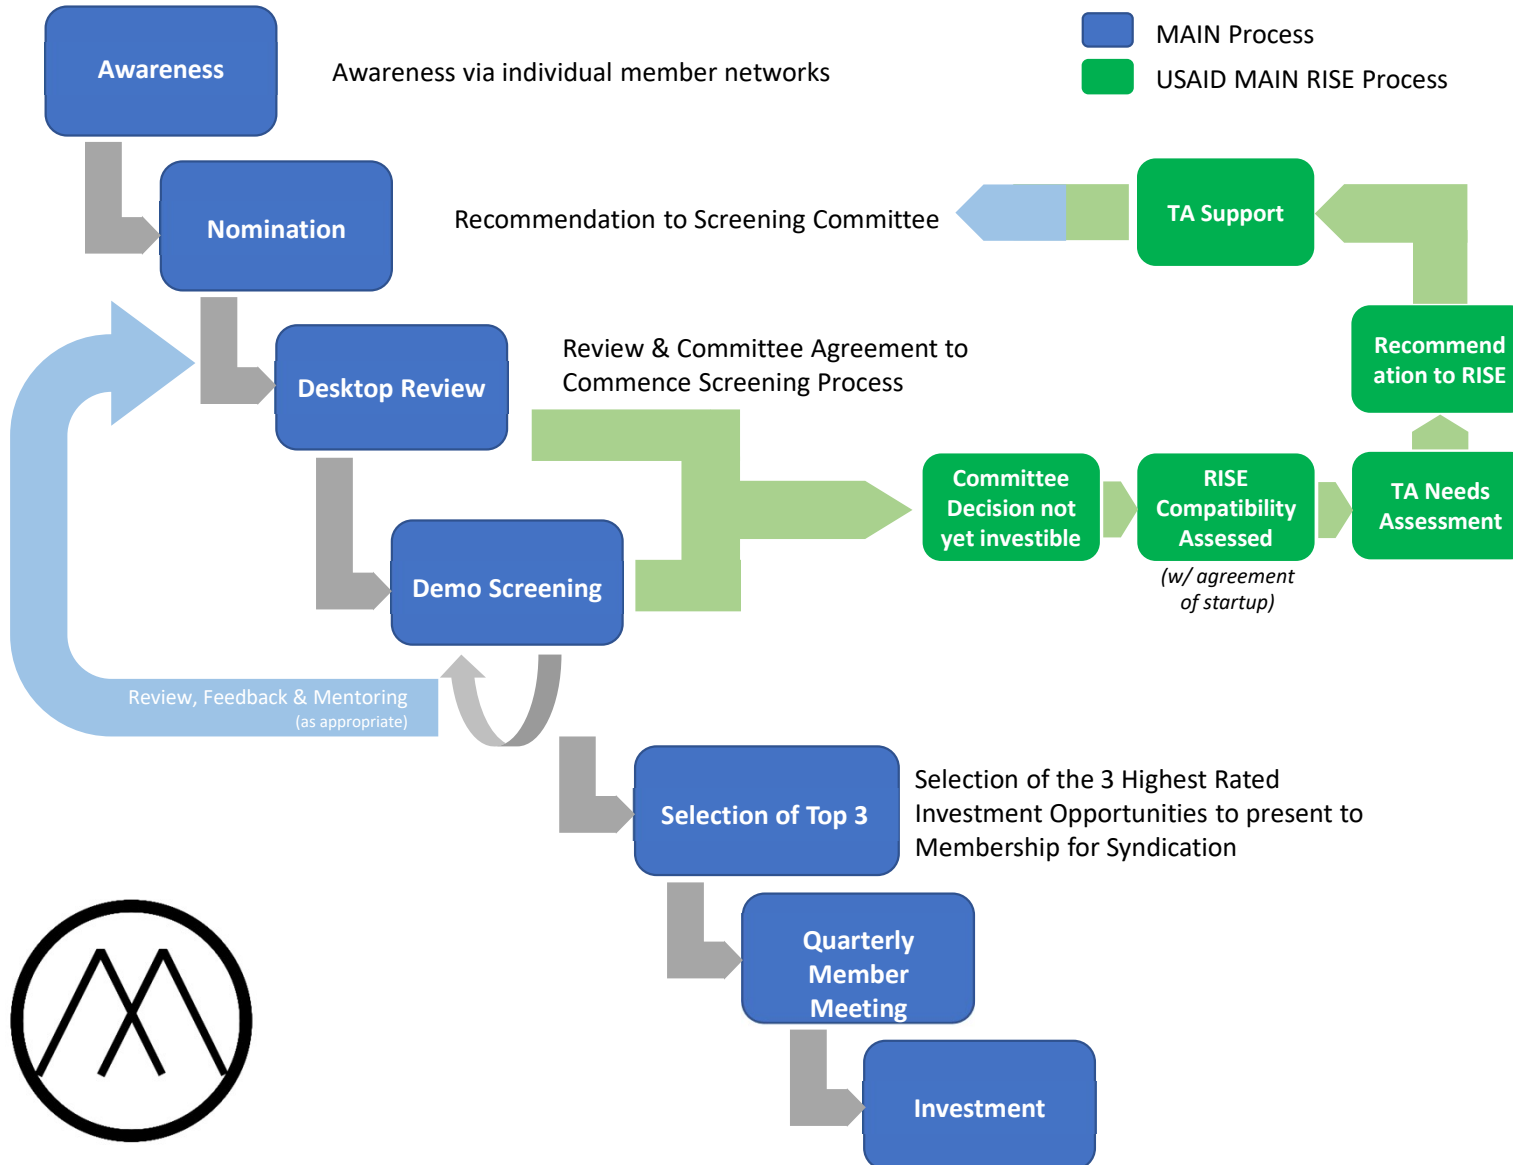 Awareness
Awareness via individual member networks
MAIN Process
USAID MAIN RISE Process
Nomination
Recommendation to Screening Committee
TA Support
Desktop Review
Review & Committee Agreement to
Commence Screening Process
Recommend
ation to RISE
Committee
Decision not
yet investible
RISE
Compatibility
Assessed
(w/ agreement
of startup)
TA Needs
Assessment
Demo Screening
Review, Feedback & Mentoring
(as appropriate)
Selection of Top 3
Selection of the 3 Highest Rated
Investment Opportunities to present to
Membership for Syndication
Quarterly
Member
Meeting
Investment